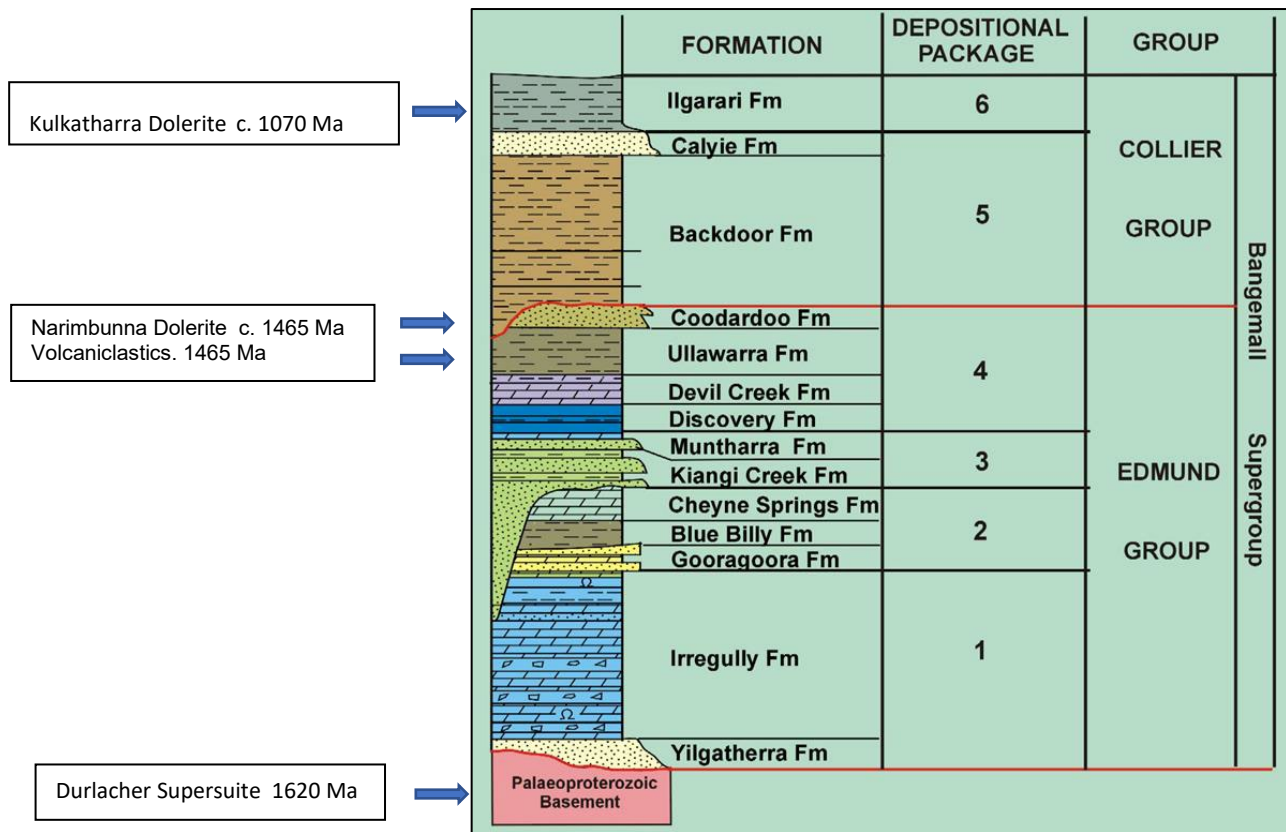 FORMATION
DEPOSITIONAL
PACKAGE
GROUP
Kulkatharra Dolerite c. 1070 Ma
Ilgarari Fm
6
Calyie Fm
COLLIER
5
GROUP
Backdoor Fm
Bangemall
Narimbunna Dolerite c. 1465 Ma
Volcaniclastics. 1465 Ma
Coodardoo Fm
Ullawarra Fm
4
Devil Creek Fm
Discovery Fm
Muntharra Fm
3
Supergroup
Kiangi Creek Fm
EDMUND
Cheyne Springs Fm
2
Blue Billy Fm
GROUP
Gooragoora Fm
Ω
Irregully Fm
1
Ω
Yilgatherra Fm
Durlacher Supersuite 1620 Ma
Palaeoproterozoic
Basement